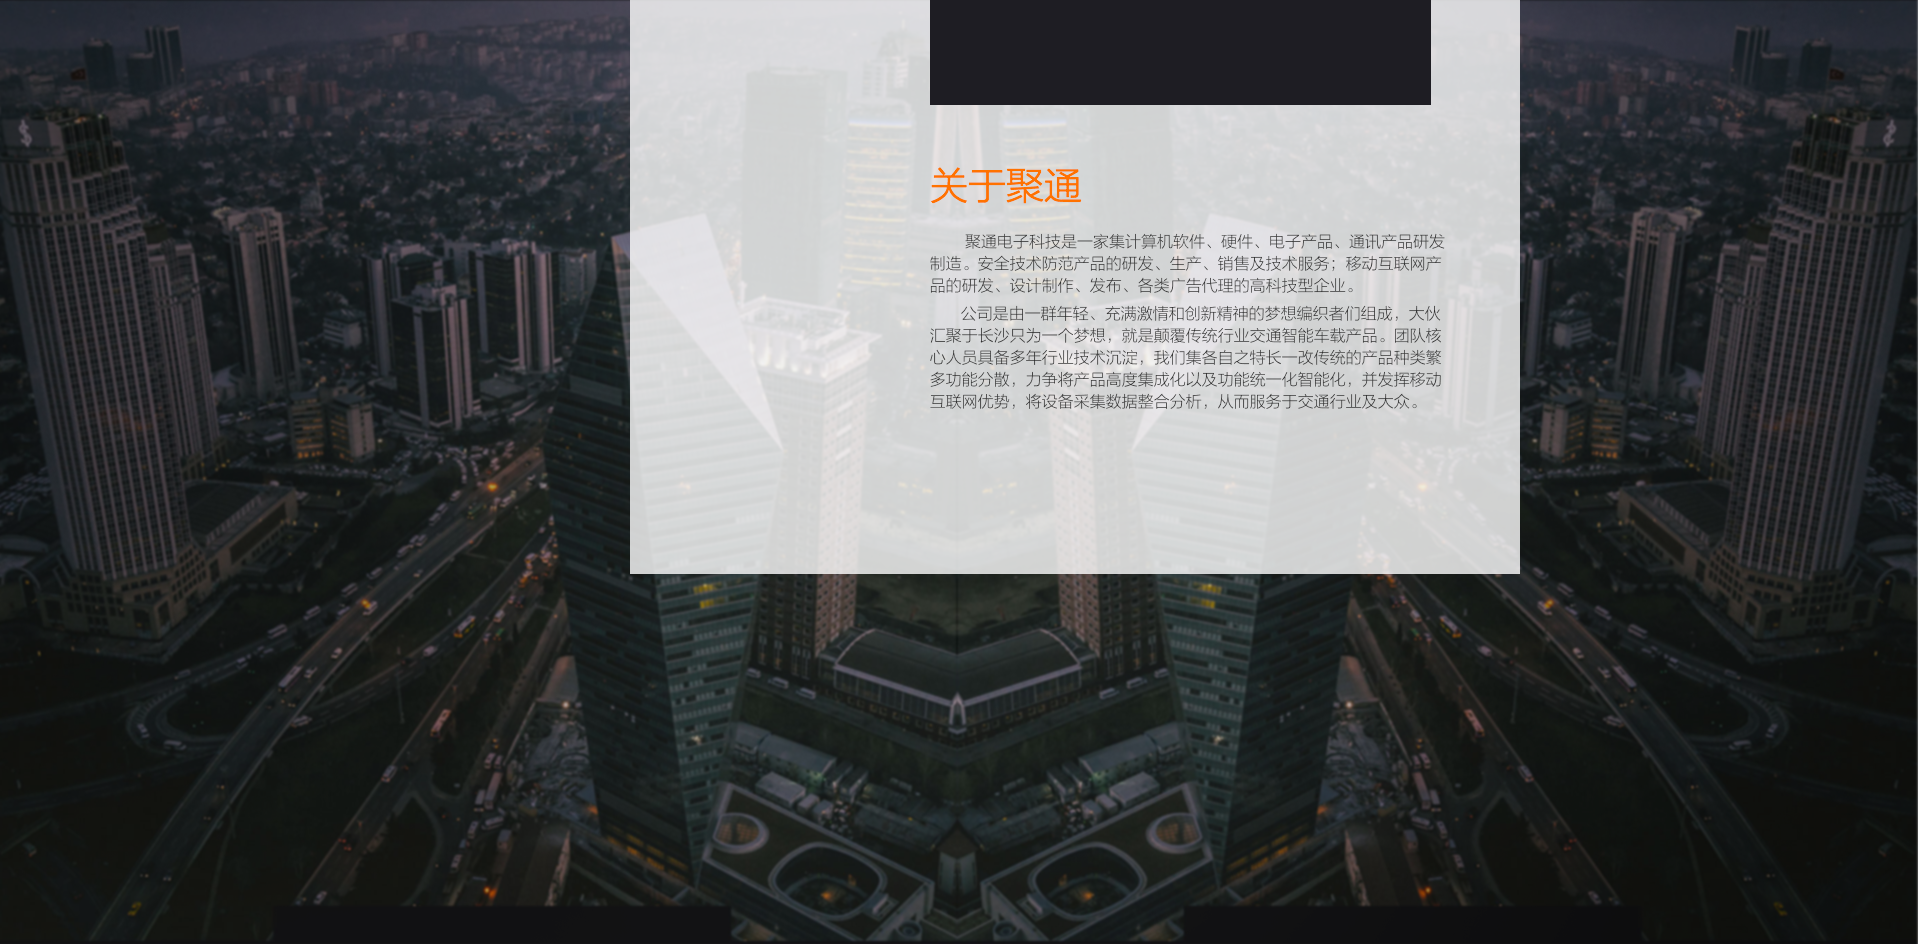 关于聚通
聚通电子科技是一家集计算机软件、硬件、电子产品、通讯产品研发
制造。安全技术防范产品的研发、生产、销售及技术服务；移动互联网产
品的研发、设计制作、发布、各类广告代理的高科技型企业。
公司是由一群年轻、充满激情和创新精神的梦想编织者们组成，大伙
汇聚于长沙只为一个梦想，就是颠覆传统行业交通智能车载产品。团队核
心人员具备多年行业技术沉淀，我们集各自之特长一改传统的产品种类繁
多功能分散，力争将产品高度集成化以及功能统一化智能化，并发挥移动
互联网优势，将设备采集数据整合分析，从而服务于交通行业及大众。